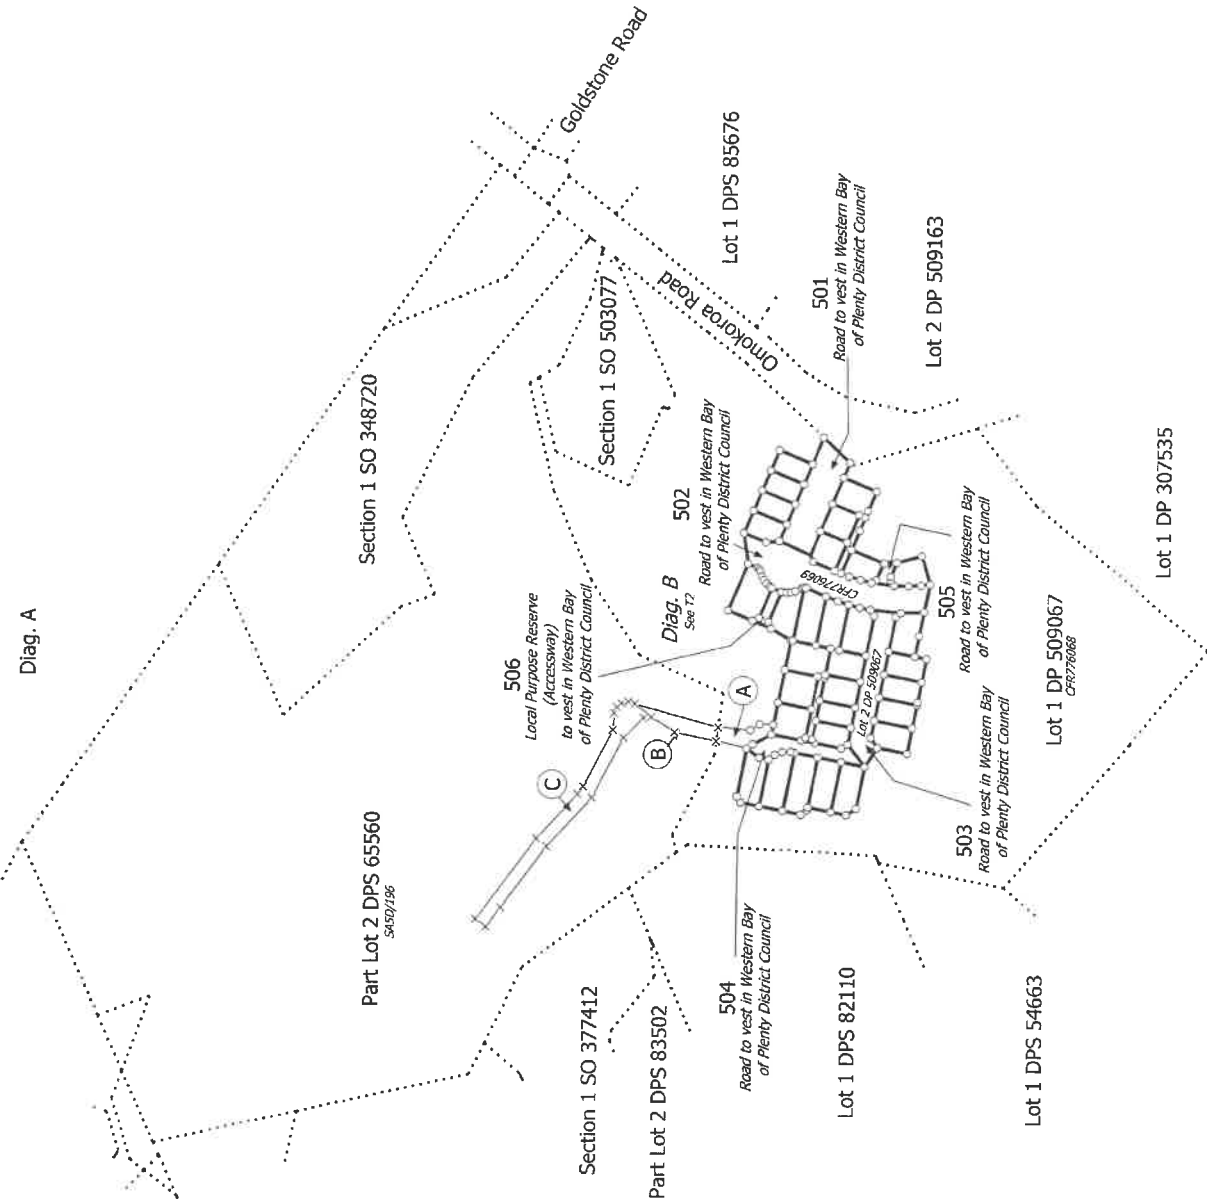 Diag. A
Section 1 SO 348720
Part Lot 2 DPS 65560
SA5D/196
Goldstone Road
Omokoroa Road
Lot 1 DPS 85676
Section 1 SO 503077
501
Road to vest in Western Bay
of Plenty District Council
Lot 2 DP 509163
502
Road to vest in Western Bay
of Plenty District Council
Diag. B
See T2
506
Local Purpose Reserve
(Accessway)
to vest in Western Bay
of Plenty District Council
A
B
C
CFR776069
Lot 2 DP 509067
505
Road to vest in Western Bay
of Plenty District Council
Lot 1 DP 307535
Lot 1 DP 509067
CFR776068
503
Road to vest in Western Bay
of Plenty District Council
504
Road to vest in Western Bay
of Plenty District Council
Section 1 SO 377412
Part Lot 2 DPS 83502
Lot 1 DPS 82110
Lot 1 DPS 54663